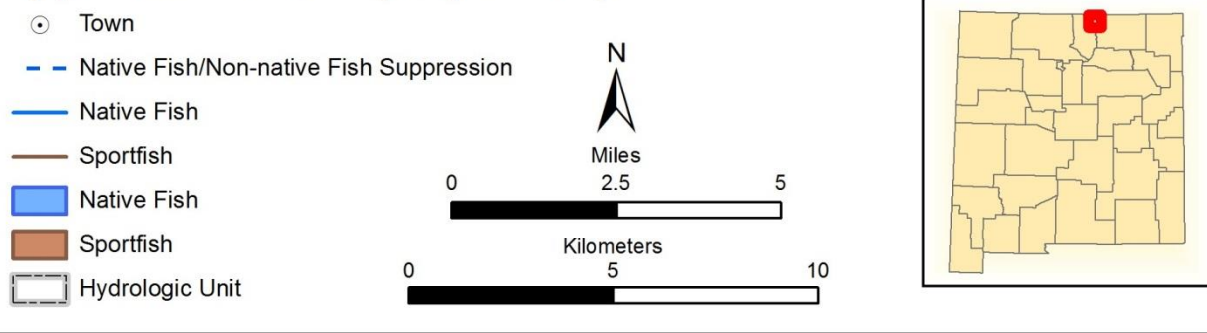 Town
Native Fish/Non-native Fish Suppression
Native Fish
Sportfish
Native Fish
Sportfish
Hydrologic Unit
N
Miles
0 2.5 5
Kilometers
0 5 10